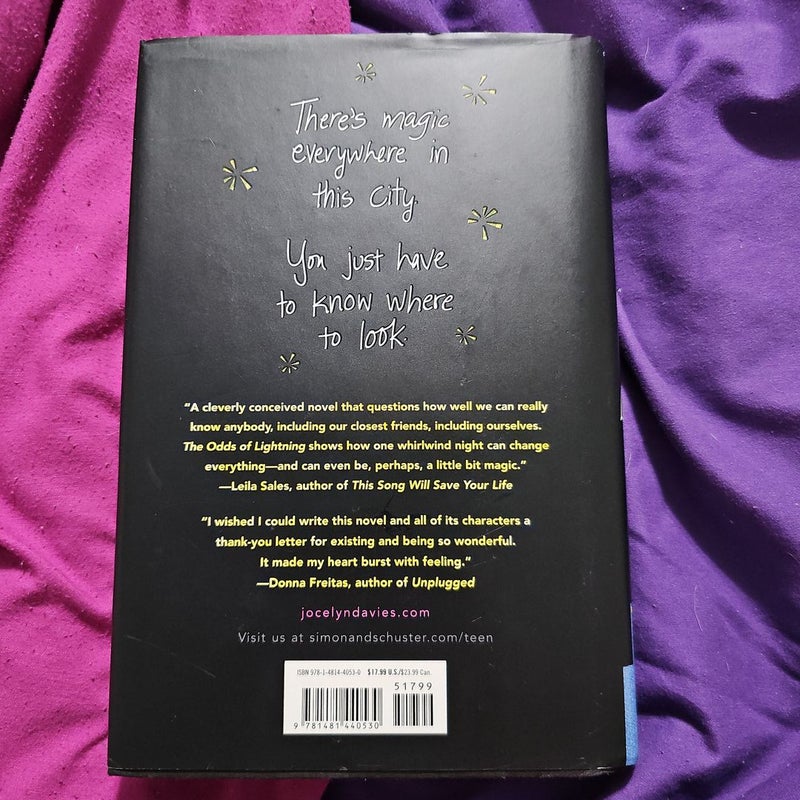 There's magic
everywhere in
this city.
You just have
to know where
to look.
“A cleverly conceived novel that questions how well we can really
know anybody, including our closest friends, including ourselves.
The Odds of Lightning shows how one whirlwind night can change
everything—and can even be, perhaps, a little bit magic.”
—Leila Sales, author of This Song Will Save Your Life
“I wished I could write this novel and all of its characters a
thank-you letter for existing and being so wonderful.
It made my heart burst with feeling.”
—Donna Freitas, author of Unplugged
jocelyndavies.com
Visit us at simonandschuster.com/teen
ISBN 978-1-4814-4053-0 $17.99 U.S./$23.99 Can.
51799
9 781481 440530